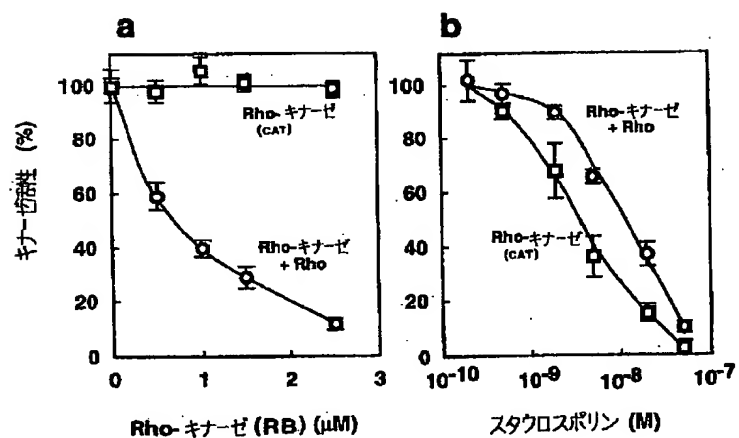 a
キナーゼ活性 (%)
100
80
60
40
20
0
Rho-キナーゼ
(CAT)
Rho-キナーゼ
+ Rho
0
1
2
3
Rho-キナーゼ (RB) (μM)
b
100
80
60
40
20
0
Rho-キナーゼ
+ Rho
Rho-キナーゼ
(CAT)
10-10
10-9
10-8
10-7
スタウロスポリン (M)